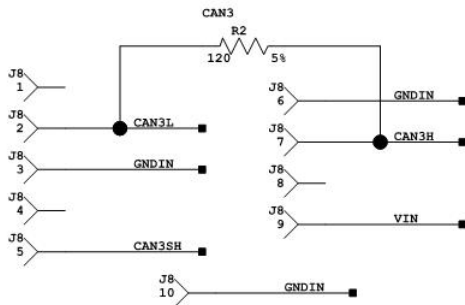 CAN3
R2
120 5%
J8
1
J8
2 CAN3L
J8
3 GNDIN
J8
4
J8
5 CAN3SH
J8
6 GNDIN
J8
7 CAN3H
J8
8
J8
9 VIN
J8
10 GNDIN